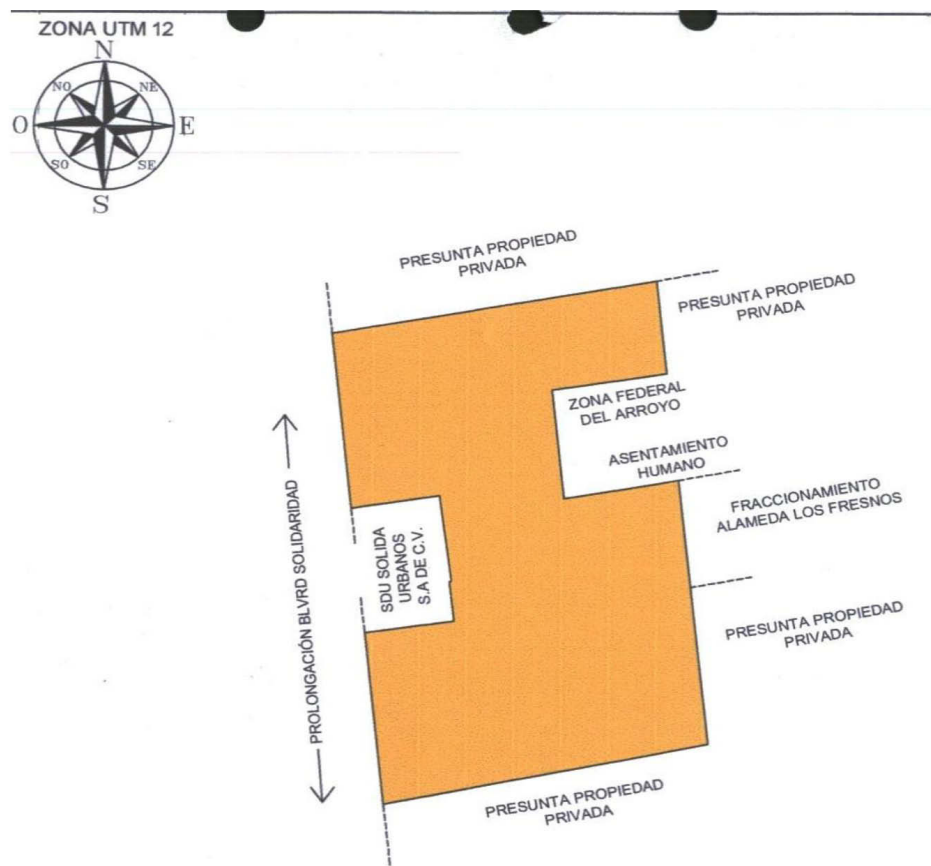 ZONA UTM 12
N
NO
NE
O
E
SO
SE
S
PRESUNTA PROPIEDAD
PRIVADA
PRESUNTA PROPIEDAD
PRIVADA
ZONA FEDERAL
DEL ARROYO
ASENTAMIENTO
HUMANO
FRACCIONAMIENTO
ALAMEDA LOS FRESNOS
PROLONGACIÓN BLVRD SOLIDARIDAD
SDU SOLIDA
URBANOS
S.A DE C.V.
PRESUNTA PROPIEDAD
PRIVADA
PRESUNTA PROPIEDAD
PRIVADA